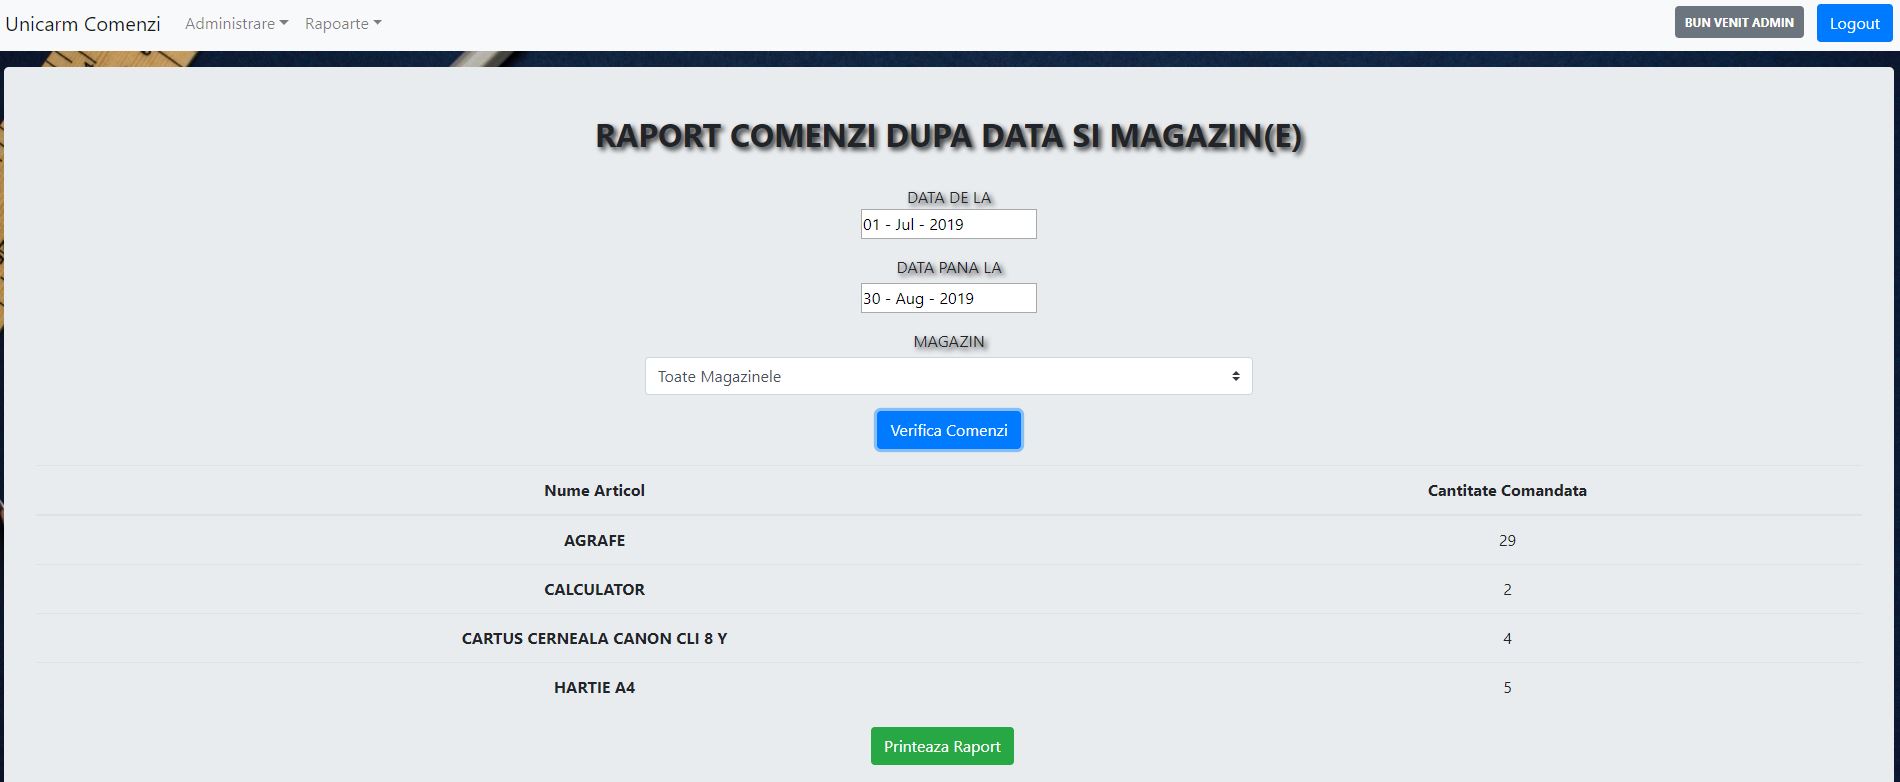 Unicarm Comenzi Administrare Rapoarte BUN VENIT ADMIN Logout
RAPORT COMENZI DUPA DATA SI MAGAZIN(E)
DATA DE LA
01 - Jul - 2019
DATA PANA LA
30 - Aug - 2019
MAGAZIN
Toate Magazinele
Verifica Comenzi
Nume Articol Cantitate Comandata
AGRAFE 29
CALCULATOR 2
CARTUS CERNEALA CANON CLI 8 Y 4
HARTIE A4 5
Printeaza Raport